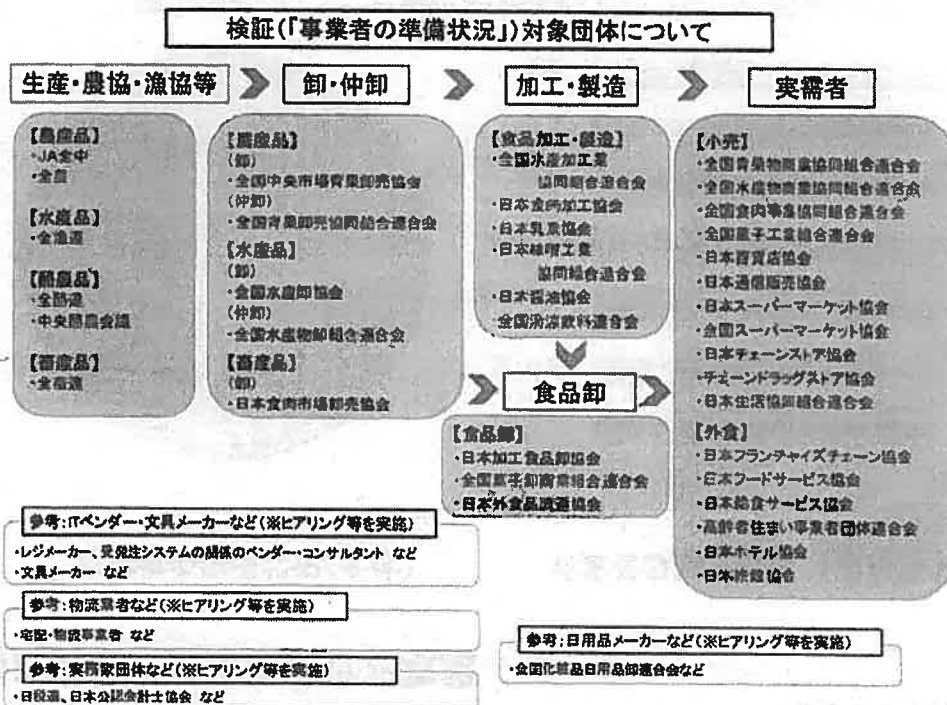 検証(「事業者の準備状況」)対象団体について
生産・農協・漁協等
【農産品】
・JA全中
・全農
【水産品】
・全漁連
【酪農品】
・全酪連
・中央酪農会議
【畜産品】
・全畜連
卸・仲卸
【農産品】
(卸)
・全国中央市場青果卸売協会
(仲卸)
・全国青果卸売協同組合連合会
【水産品】
(卸)
・全国水産卸協会
(仲卸)
・全国水産物卸組合連合会
【畜産品】
(卸)
・日本食肉市場卸売協会
加工・製造
【食品加工・製造】
・全国水産加工業
協同組合連合会
・日本食肉加工協会
・日本乳業協会
・日本味噌工業
協同組合連合会
・日本醤油協会
・全国清涼飲料連合会
食品卸
【食品卸】
・日本加工食品卸協会
・全国菓子卸商業組合連合会
・日本外食品流通協会
実需者
【小売】
・全国青果物商業協同組合連合会
・全国水産物商業協同組合連合会
・全国食肉事業協同組合連合会
・全国菓子工業組合連合会
・日本百貨店協会
・日本通信販売協会
・日本スーパーマーケット協会
・全国スーパーマーケット協会
・日本チェーンストア協会
・チェーンドラッグストア協会
・日本生活協同組合連合会
【外食】
・日本フランチャイズチェーン協会
・日本フードサービス協会
・日本給食サービス協会
・高齢者住まい事業者団体連合会
・日本ホテル協会
・日本旅館協会
参考:ITベンダー・文具メーカーなど(※ヒアリング等を実施)
・レジメーカー、受発注システムの関係のベンダー・コンサルタント など
・文具メーカー など
参考:物流業者など(※ヒアリング等を実施)
・宅配・物流事業者 など
参考:実務家団体など(※ヒアリング等を実施)
・日税連、日本公認会計士協会 など
参考:日用品メーカーなど(※ヒアリング等を実施)
・全国化粧品日用品卸連合会など